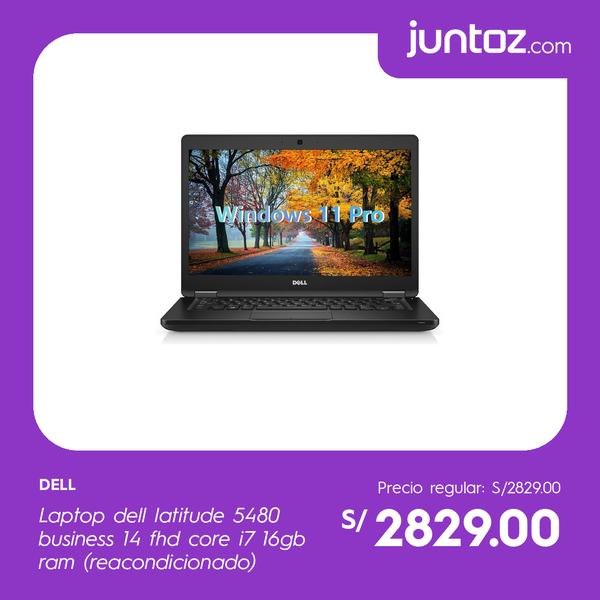 juntoz.com
Windows 11 Pro
DELL
DELL
Laptop dell latitude 5480
business 14 fhd core i7 16gb
ram (reacondicionado)
Precio regular: S/2829.00
S/ 2829.00